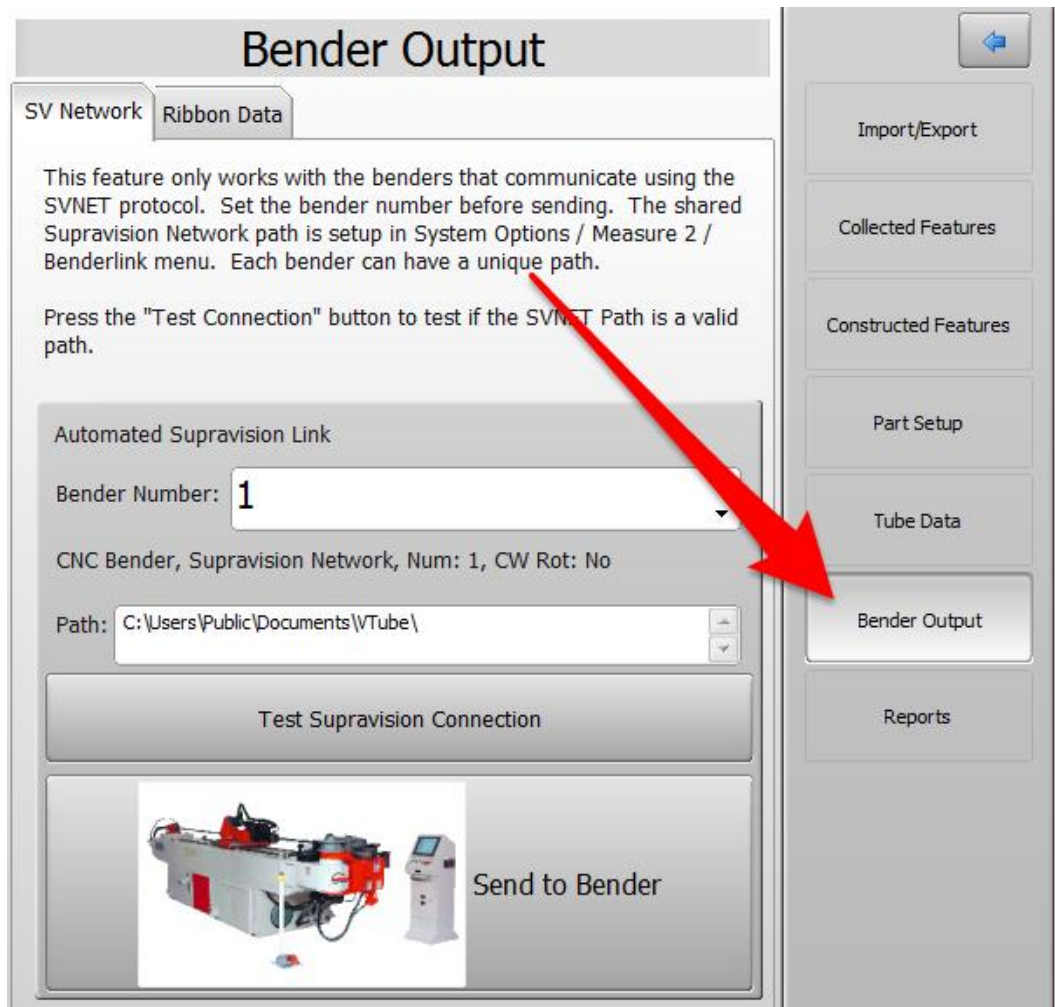 Bender Output
SV Network
Ribbon Data
This feature only works with the benders that communicate using the
SVNET protocol.  Set the bender number before sending.  The shared
Supravision Network path is setup in System Options / Measure 2 /
Benderlink menu.  Each bender can have a unique path.
Press the "Test Connection" button to test if the SVNET Path is a valid
path.
Automated Supravision Link
Bender Number: 1
CNC Bender, Supravision Network, Num: 1, CW Rot: No
Path: C:\Users\Public\Documents\VTube\
Test Supravision Connection
Send to Bender
Import/Export
Collected Features
Constructed Features
Part Setup
Tube Data
Bender Output
Reports